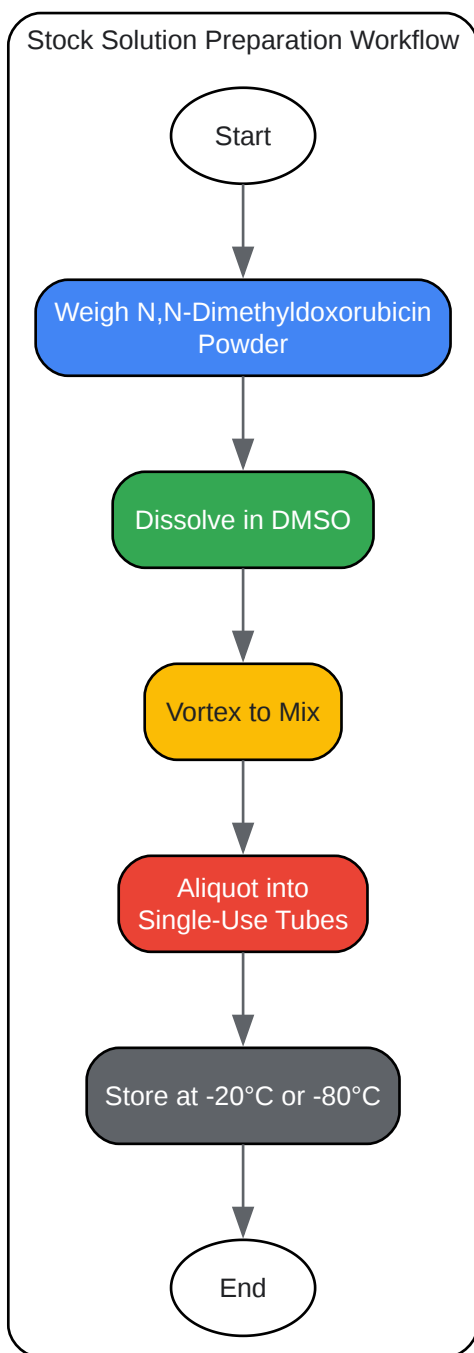 Stock Solution Preparation Workflow
Start
Weigh N,N-Dimethyldoxorubicin
Powder
Dissolve in DMSO
Vortex to Mix
Aliquot into
Single-Use Tubes
Store at -20°C or -80°C
End